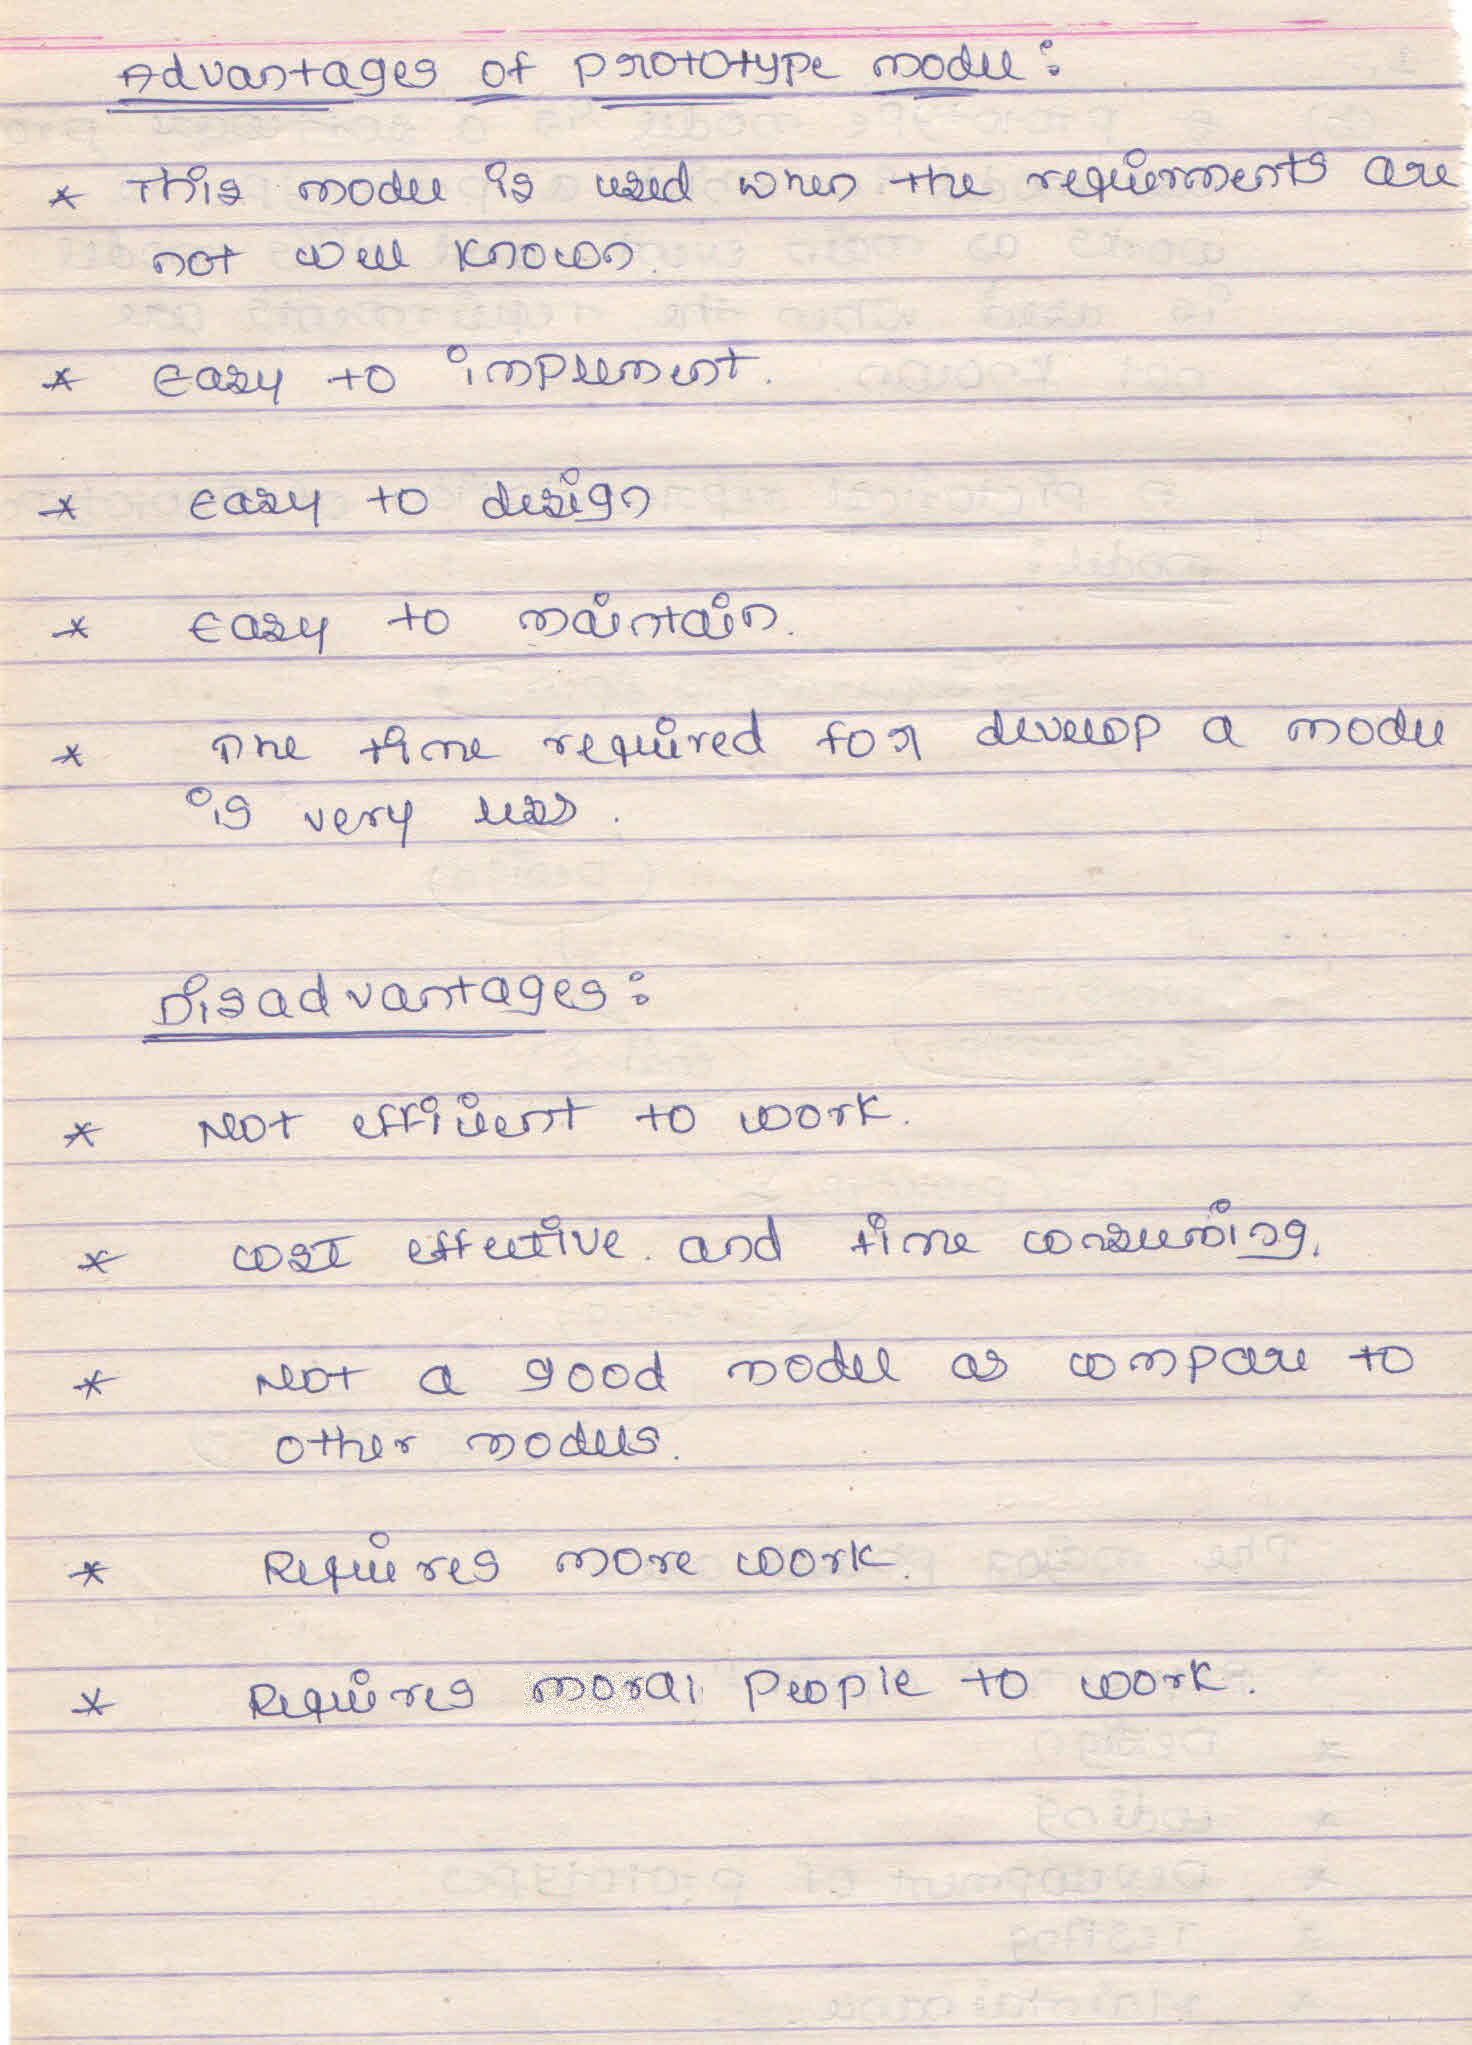 Advantages of prototype model:
* This model is used when the requirments are
not well known.
* Easy to implement.
* Easy to design
* Easy to maintain.
* The time required for develop a model
is very less.
Disadvantages:
* Not efficient to work.
* cost effective and time consuming.
* Not a good model as compare to
other models.
* Requires more work.
* Requires moral people to work.